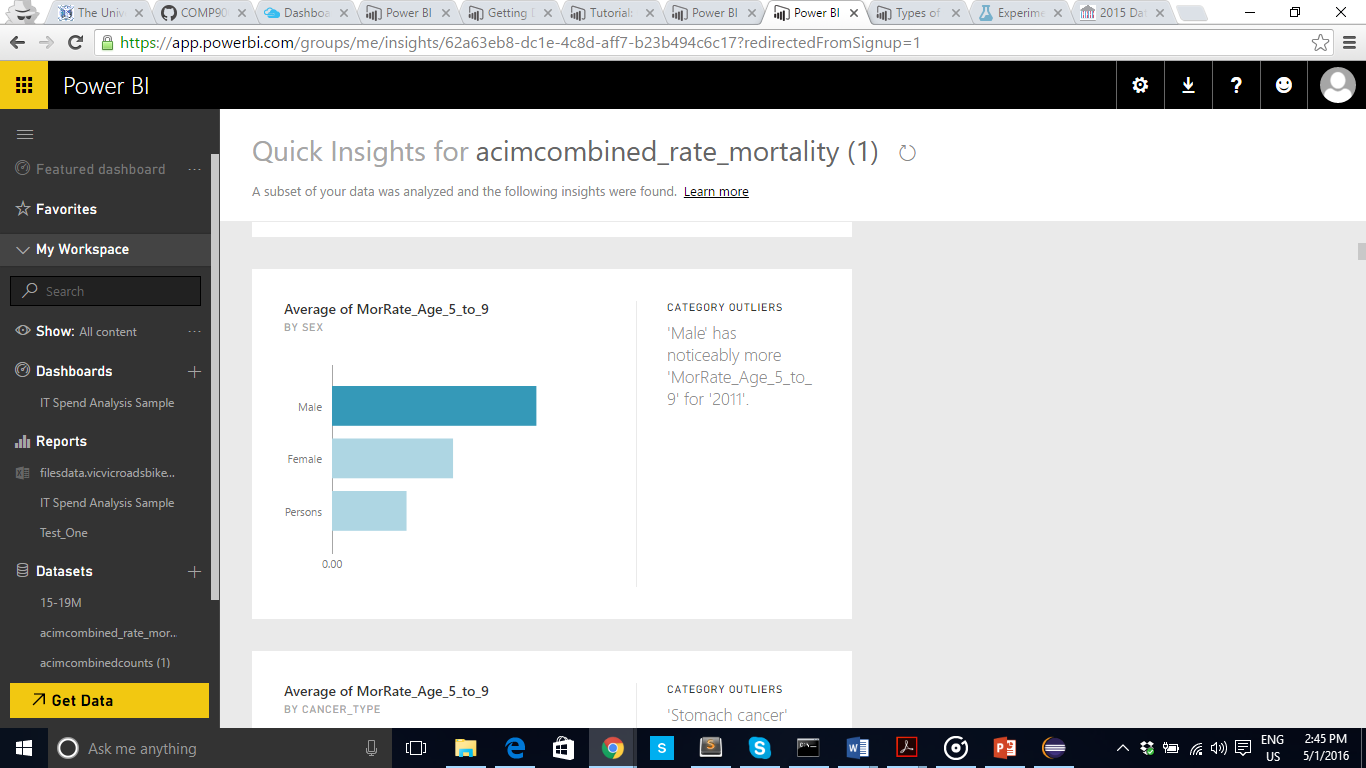 The Univ
COMP90
Dashboa
Power BI
Getting D
Tutorial:
Power BI
Power BI
Types of
Experime
2015 Dat
https://app.powerbi.com/groups/me/insights/62a63eb8-dc1e-4c8d-aff7-b23b494c6c17?redirectedFromSignup=1
Power BI
?
Featured dashboard ...
Favorites
My Workspace
Search
Show: All content ...
Dashboards +
IT Spend Analysis Sample
Reports
filesdata.vicvicroadsbike...
IT Spend Analysis Sample
Test_One
Datasets +
15-19M
acimcombined_rate_mor...
acimcombinedcounts (1)
Get Data
Quick Insights for acimcombined_rate_mortality (1)
A subset of your data was analyzed and the following insights were found. Learn more
Average of MorRate_Age_5_to_9
BY SEX
Male
Female
Persons
0.00
CATEGORY OUTLIERS
'Male' has
noticeably more
'MorRate_Age_5_to_
9' for '2011'.
Average of MorRate_Age_5_to_9
BY CANCER_TYPE
CATEGORY OUTLIERS
'Stomach cancer'
Ask me anything
ENG
US
2:45 PM
5/1/2016